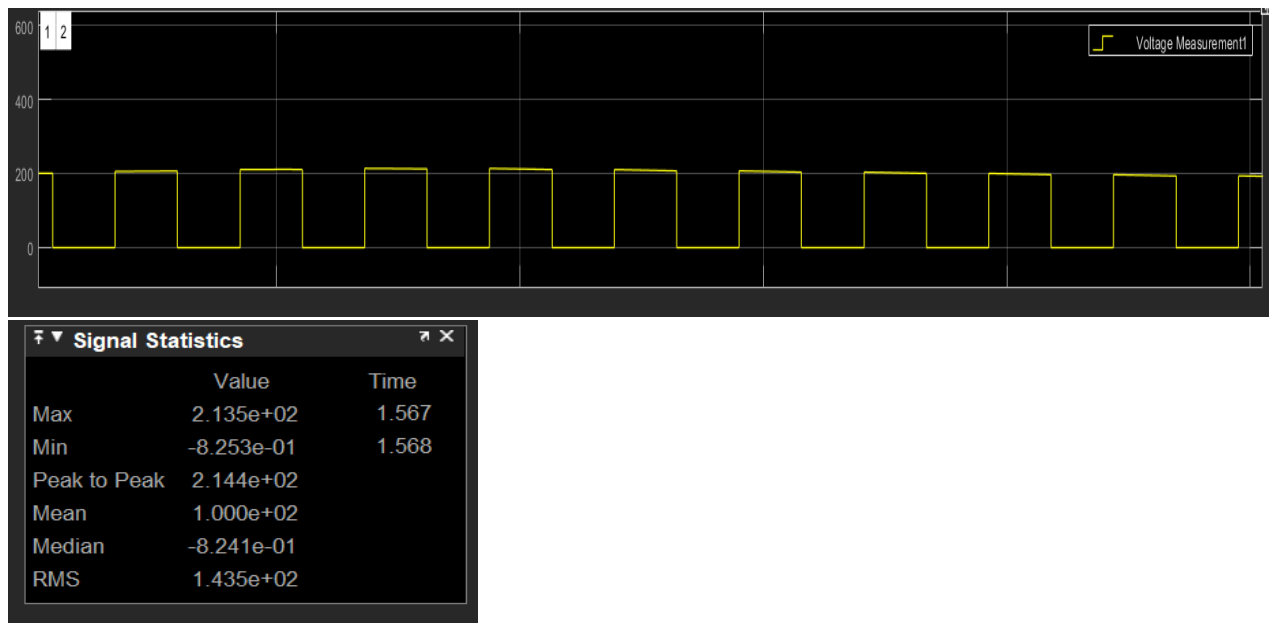 600
1 2
Voltage Measurement1
400
200
0
Signal Statistics
Value Time
Max 2.135e+02 1.567
Min -8.253e-01 1.568
Peak to Peak 2.144e+02
Mean 1.000e+02
Median -8.241e-01
RMS 1.435e+02